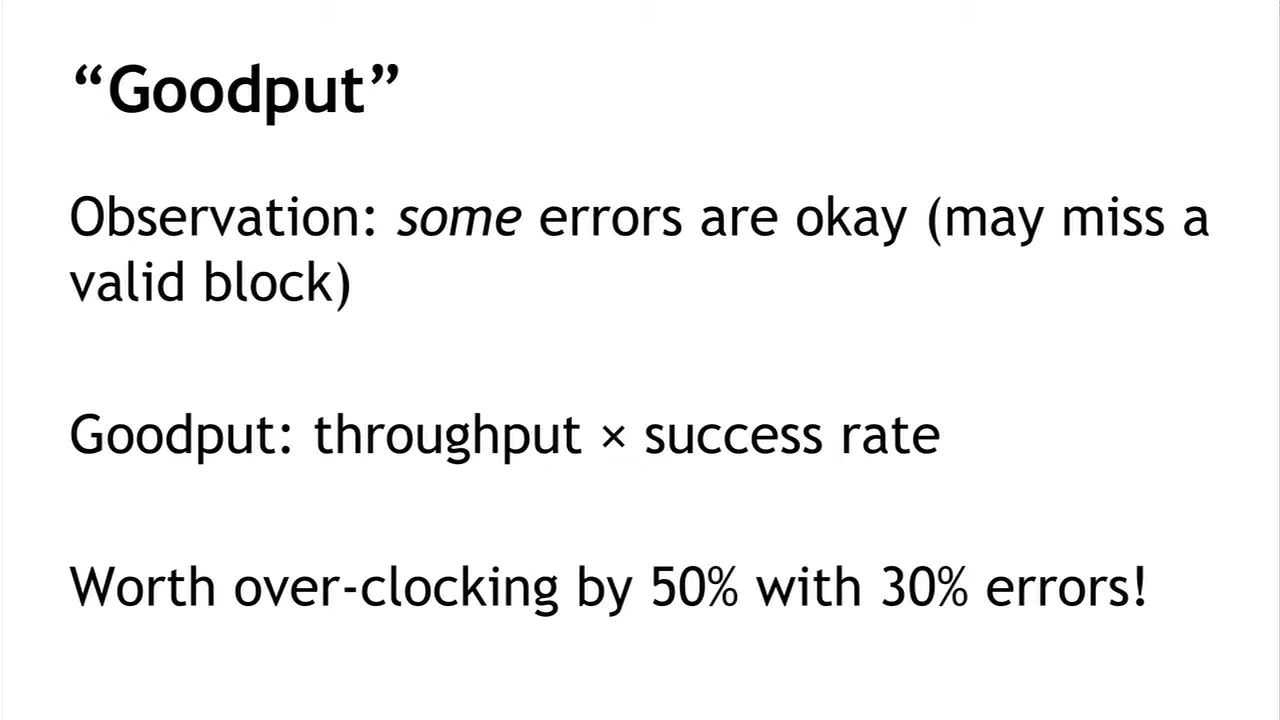 “Goodput”
Observation: some errors are okay (may miss a
valid block)
Goodput: throughput × success rate
Worth over-clocking by 50% with 30% errors!